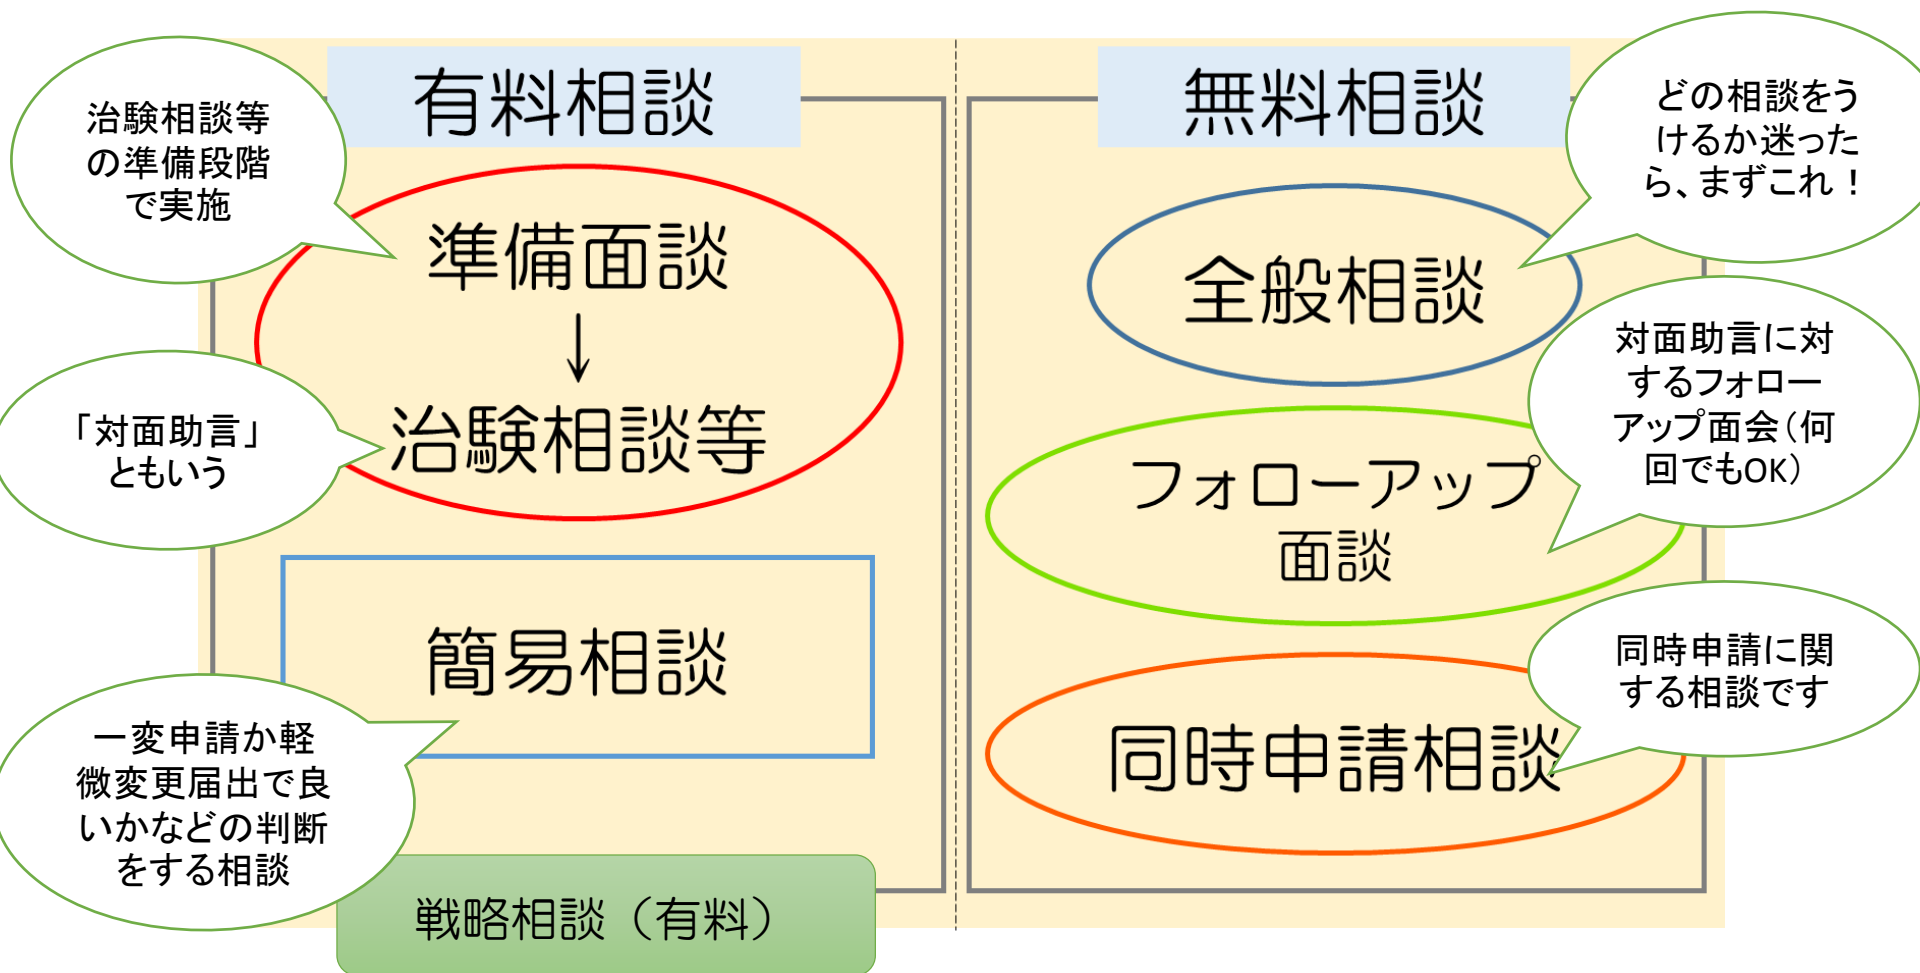 有料相談
治験相談等
の準備段階
で実施
準備面談
↓
治験相談等
「対面助言」
ともいう
簡易相談
一変申請か軽
微変更届出で良
いかなどの判断
をする相談
戦略相談（有料）
無料相談
どの相談をう
けるか迷った
ら、まずこれ！
全般相談
対面助言に対
するフォロー
アップ面会（何
回でもOK）
フォローアップ
面談
同時申請に関
する相談です
同時申請相談